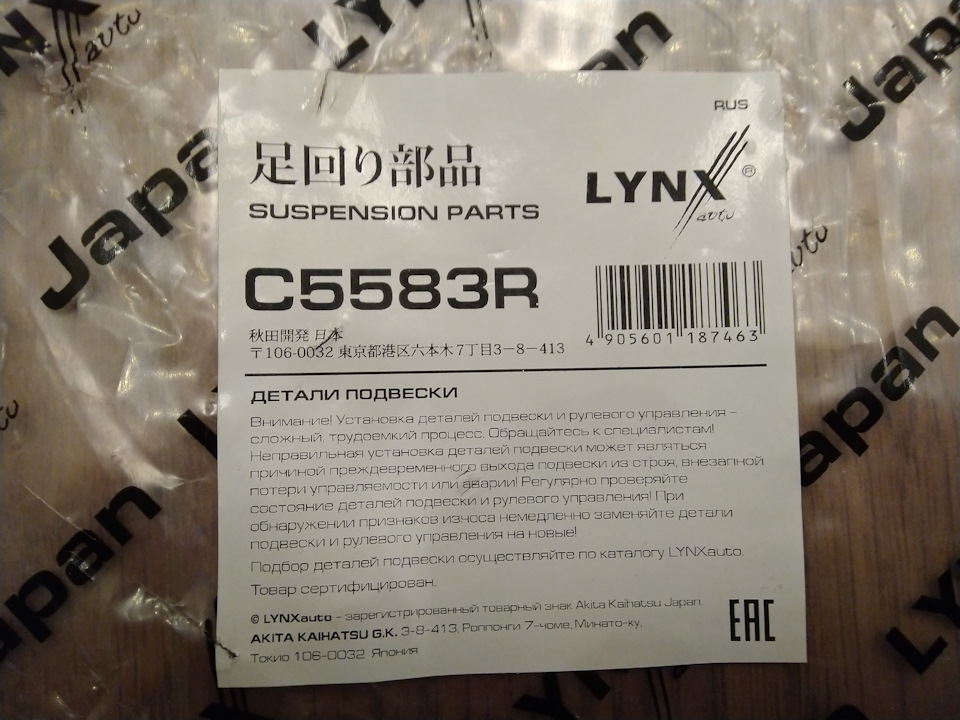 RUS
足回り部品
SUSPENSION PARTS
LYNX®
auto
C5583R
秋田開発 日本
〒106-0032 東京都港区六本木7丁目3-8-413
4 905601 187463
ДЕТАЛИ ПОДВЕСКИ
Внимание! Установка деталей подвески и рулевого управления –
сложный, трудоемкий процесс. Обращайтесь к специалистам!
Неправильная установка деталей подвески может являться
причиной преждевременного выхода подвески из строя, внезапной
потери управляемости или аварии! Регулярно проверяйте
состояние деталей подвески и рулевого управления! При
обнаружении признаков износа немедленно заменяйте детали
подвески и рулевого управления на новые!
Подбор деталей подвески осуществляйте по каталогу LYNXauto.
Товар сертифицирован.
© LYNXauto – зарегистрированный товарный знак Akita Kaihatsu Japan.
AKITA KAIHATSU G.K. 3-8-413, Роппонги 7-чоме, Минато-ку,
Токио 106-0032 Япония
EAC
Japan
Japan
Japan
auto
auto